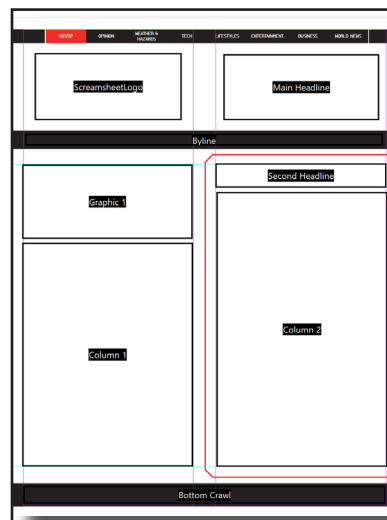 GOSSIP OPINION WEATHER & HAZARDS TECH LIFESTYLES ENTERTAINMENT BUSINESS WORLD NEWS
ScreamsheetLogo
Main Headline
Byline
Second Headline
Graphic 1
Column 2
Column 1
Bottom Crawl